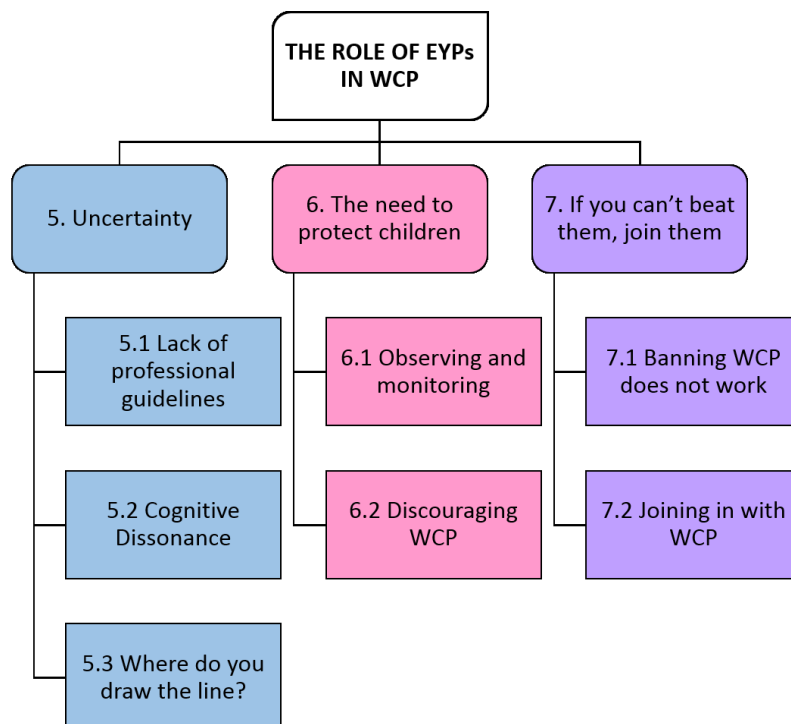 THE ROLE OF EYPs
IN WCP
5. Uncertainty
6. The need to
protect children
7. If you can’t beat
them, join them
5.1 Lack of
professional
guidelines
6.1 Observing and
monitoring
7.1 Banning WCP
does not work
5.2 Cognitive
Dissonance
6.2 Discouraging
WCP
7.2 Joining in with
WCP
5.3 Where do you
draw the line?